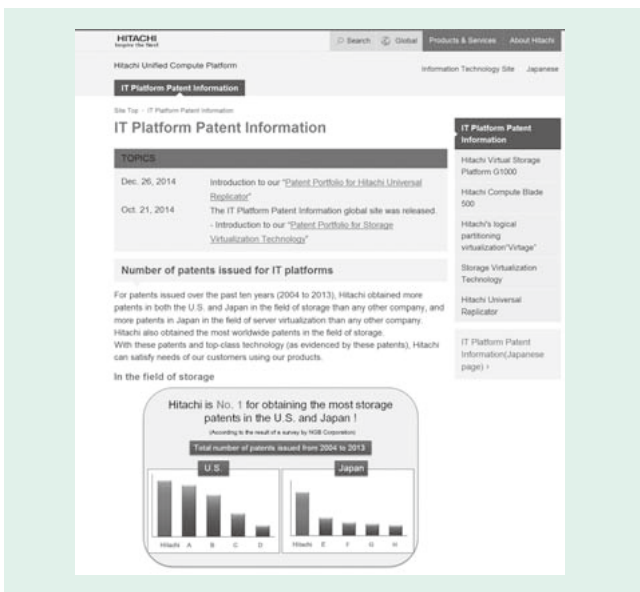 HITACHI
Inspire the Next
Search Global Products & Services About Hitachi
Hitachi Unified Compute Platform
Information Technology Site Japanese
IT Platform Patent Information
Site Top > IT Platform Patent Information
IT Platform Patent Information
TOPICS
Dec. 26, 2014 Introduction to our "Patent Portfolio for Hitachi Universal
Replicator"
Oct. 21, 2014 The IT Platform Patent Information global site was released.
- Introduction to our "Patent Portfolio for Storage
Virtualization Technology"
Number of patents issued for IT platforms
For patents issued over the past ten years (2004 to 2013), Hitachi obtained more
patents in both the U.S. and Japan in the field of storage than any other company, and
more patents in Japan in the field of server virtualization than any other company.
Hitachi also obtained the most worldwide patents in the field of storage.
With these patents and top-class technology (as evidenced by these patents), Hitachi
can satisfy needs of our customers using our products.
In the field of storage
Hitachi is No. 1 for obtaining the most storage
patents in the U.S. and Japan !
(According to the result of a survey by NGB Corporation)
Total number of patents issued from 2004 to 2013
U.S.
Hitachi A B C D
Japan
Hitachi E F G H
IT Platform Patent
Information
Hitachi Virtual Storage
Platform G1000
Hitachi Compute Blade
500
Hitachi's logical
partitioning
virtualization"Virtage"
Storage Virtualization
Technology
Hitachi Universal
Replicator
IT Platform Patent
Information(Japanese
page) ›